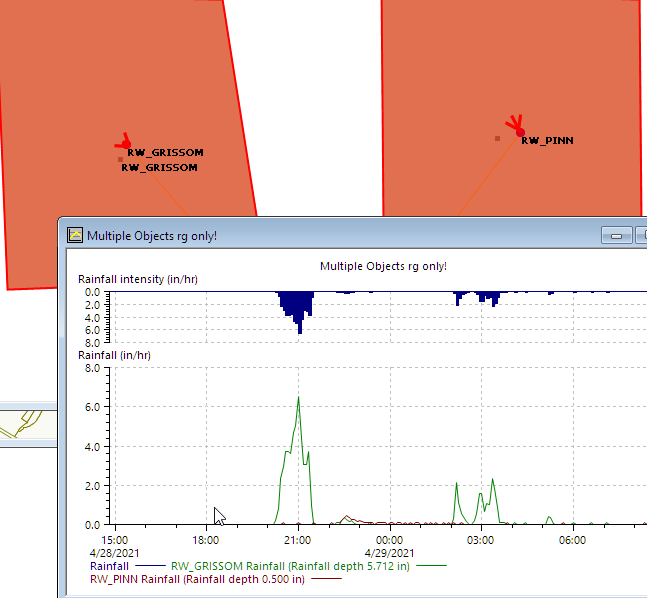 RW_GRISSOM
RW_GRISSOM
RW_PINN
Multiple Objects rg only!
Multiple Objects rg only!
Rainfall intensity (in/hr)
0.0
2.0
4.0
6.0
8.0
Rainfall (in/hr)
8.0
6.0
4.0
2.0
0.0
15:00 18:00 21:00 00:00 03:00 06:00
4/28/2021 4/29/2021
Rainfall RW_GRISSOM Rainfall (Rainfall depth 5.712 in)
RW_PINN Rainfall (Rainfall depth 0.500 in)